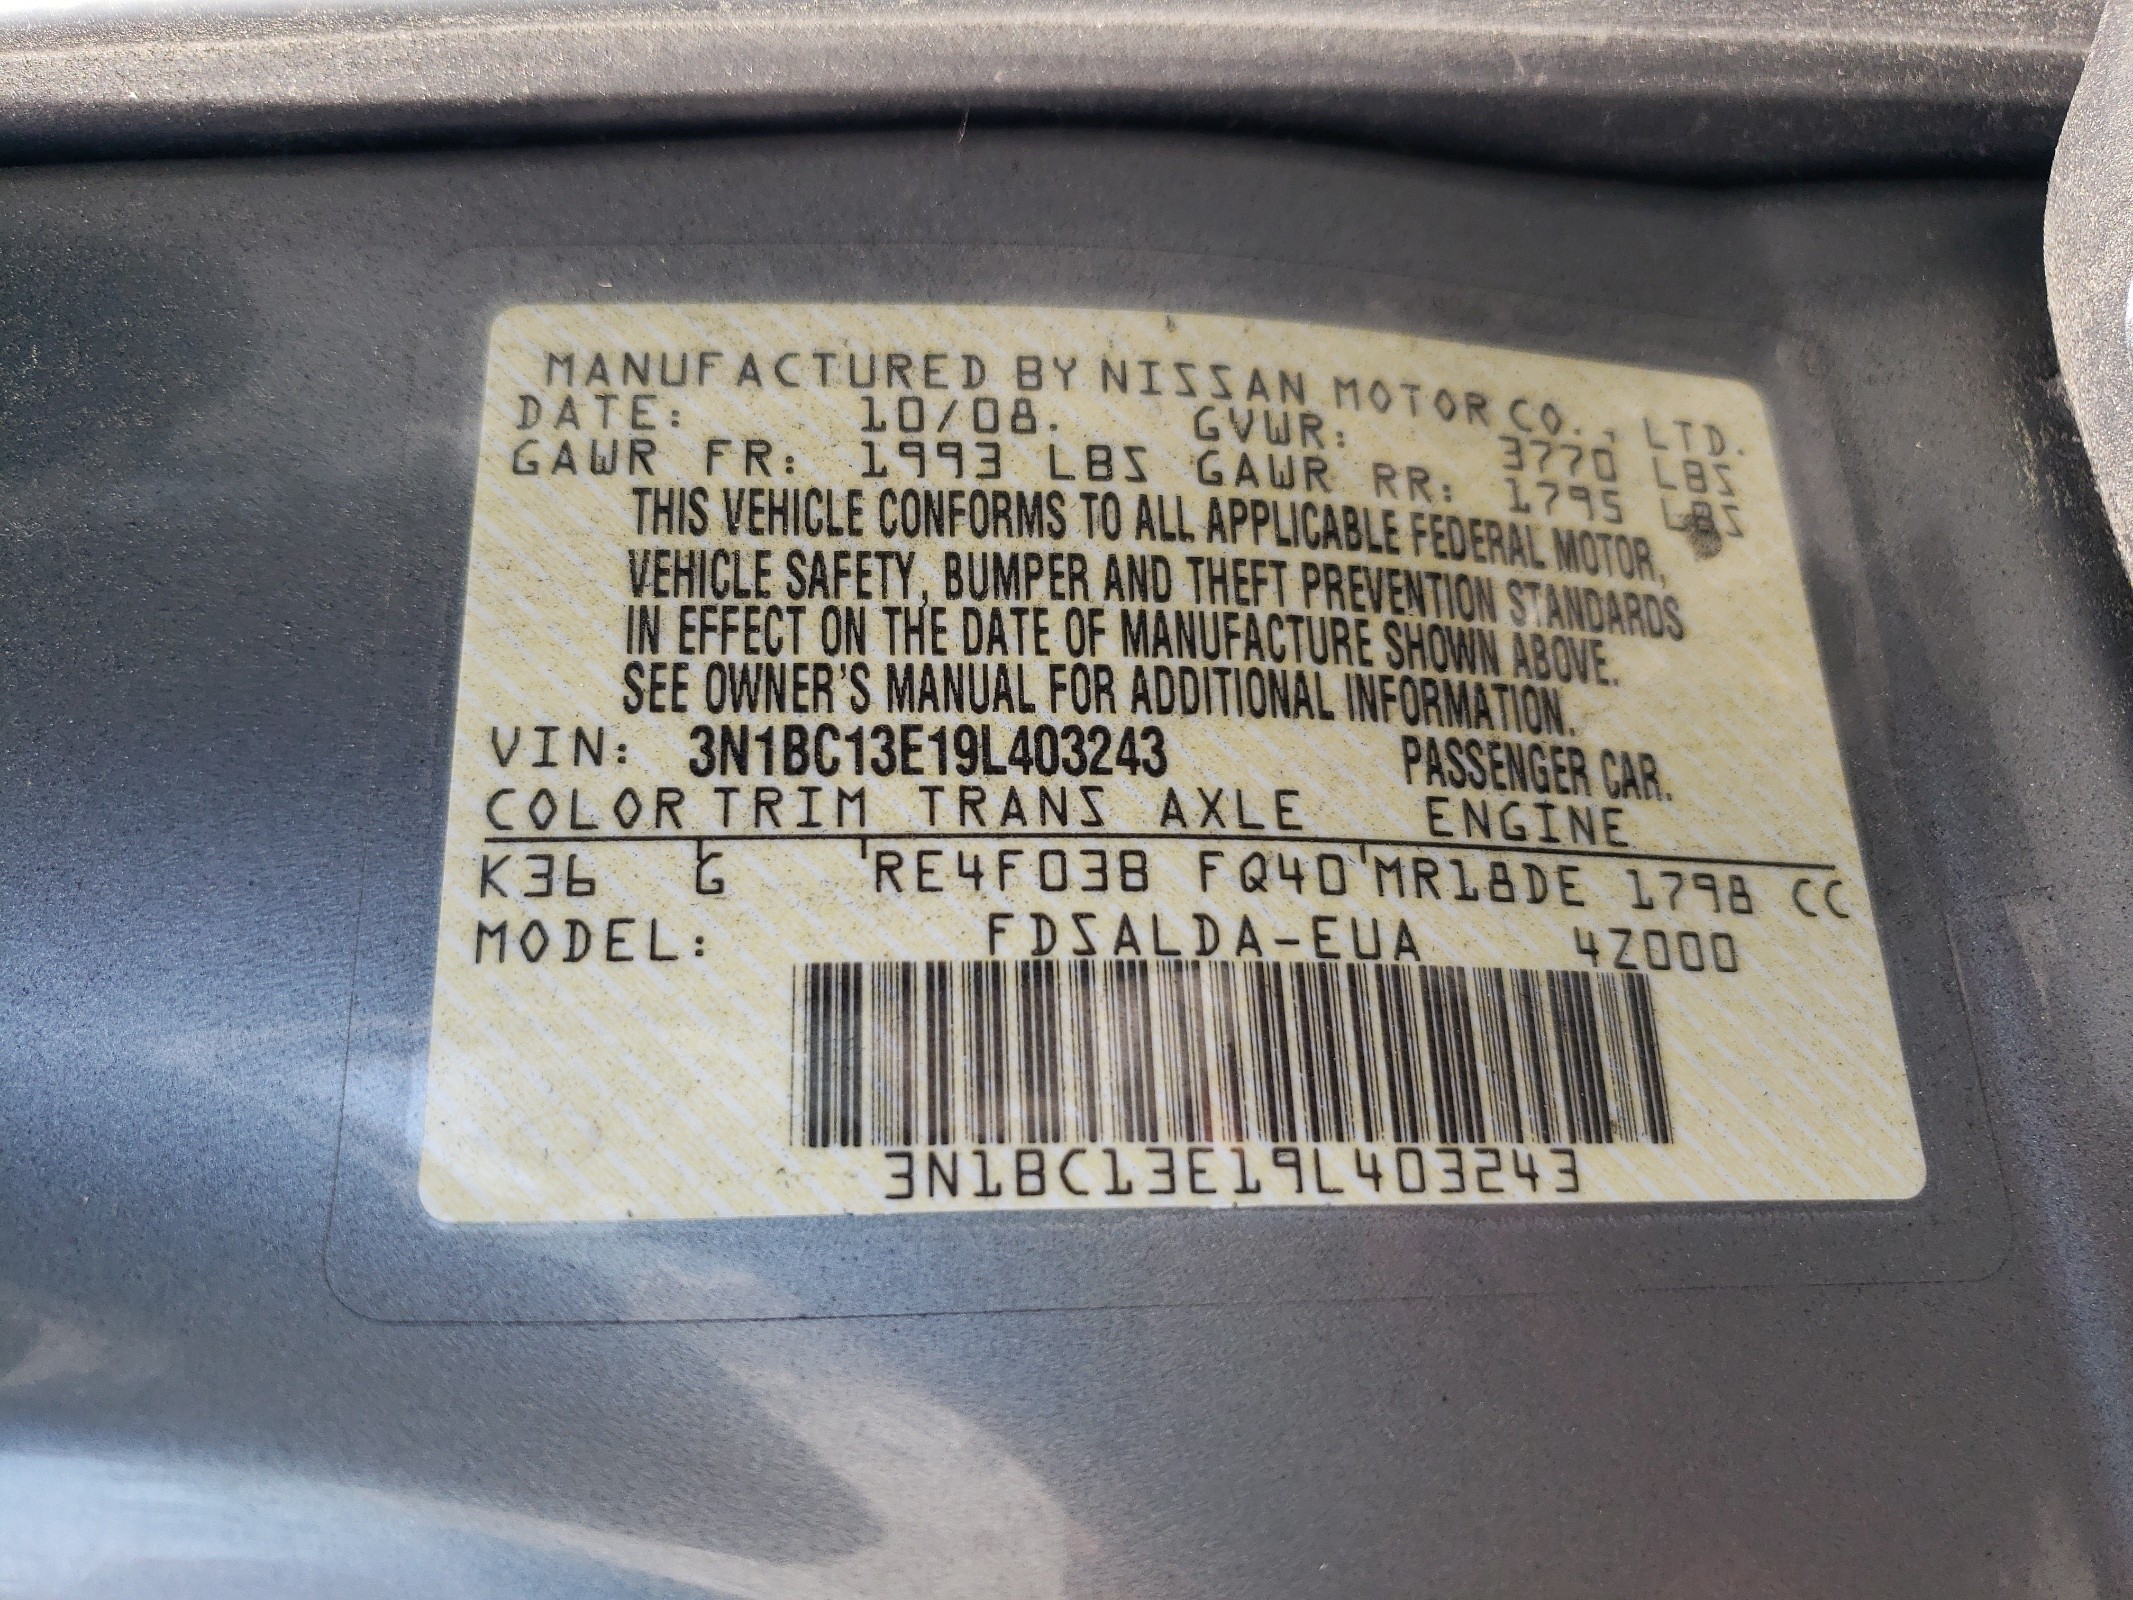 MANUFACTURED BY NISSAN MOTOR CO., LTD.
DATE: 10/08. GVWR: 3770 LBS
GAWR FR: 1993 LBS GAWR RR: 1795 LBS
THIS VEHICLE CONFORMS TO ALL APPLICABLE FEDERAL MOTOR,
VEHICLE SAFETY, BUMPER AND THEFT PREVENTION STANDARDS
IN EFFECT ON THE DATE OF MANUFACTURE SHOWN ABOVE.
SEE OWNER'S MANUAL FOR ADDITIONAL INFORMATION.
VIN: 3N1BC13E19L403243 PASSENGER CAR.
COLOR TRIM TRANS AXLE ENGINE
K36 G RE4F03B FQ40 MR18DE 1798 CC
MODEL: FDSALDA-EUA 4Z000
3N1BC13E19L403243